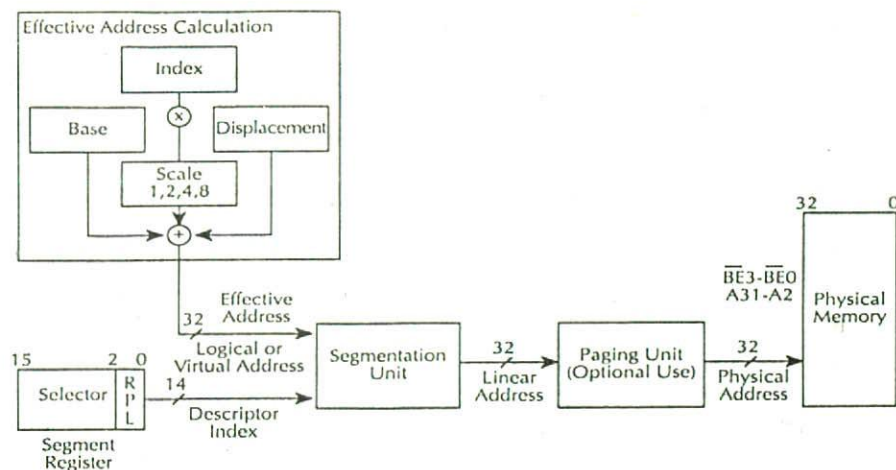 Effective Address Calculation
Index
x
Base
Displacement
Scale
1,2,4,8
+
32
Effective
Address
Logical or
Virtual Address
15
2
0
Selector
R
P
L
14
Descriptor
Index
Segment
Register
Segmentation
Unit
32
Linear
Address
Paging Unit
(Optional Use)
32
Physical
Address
B̅E̅3-B̅E̅0
A31-A2
32
0
Physical
Memory